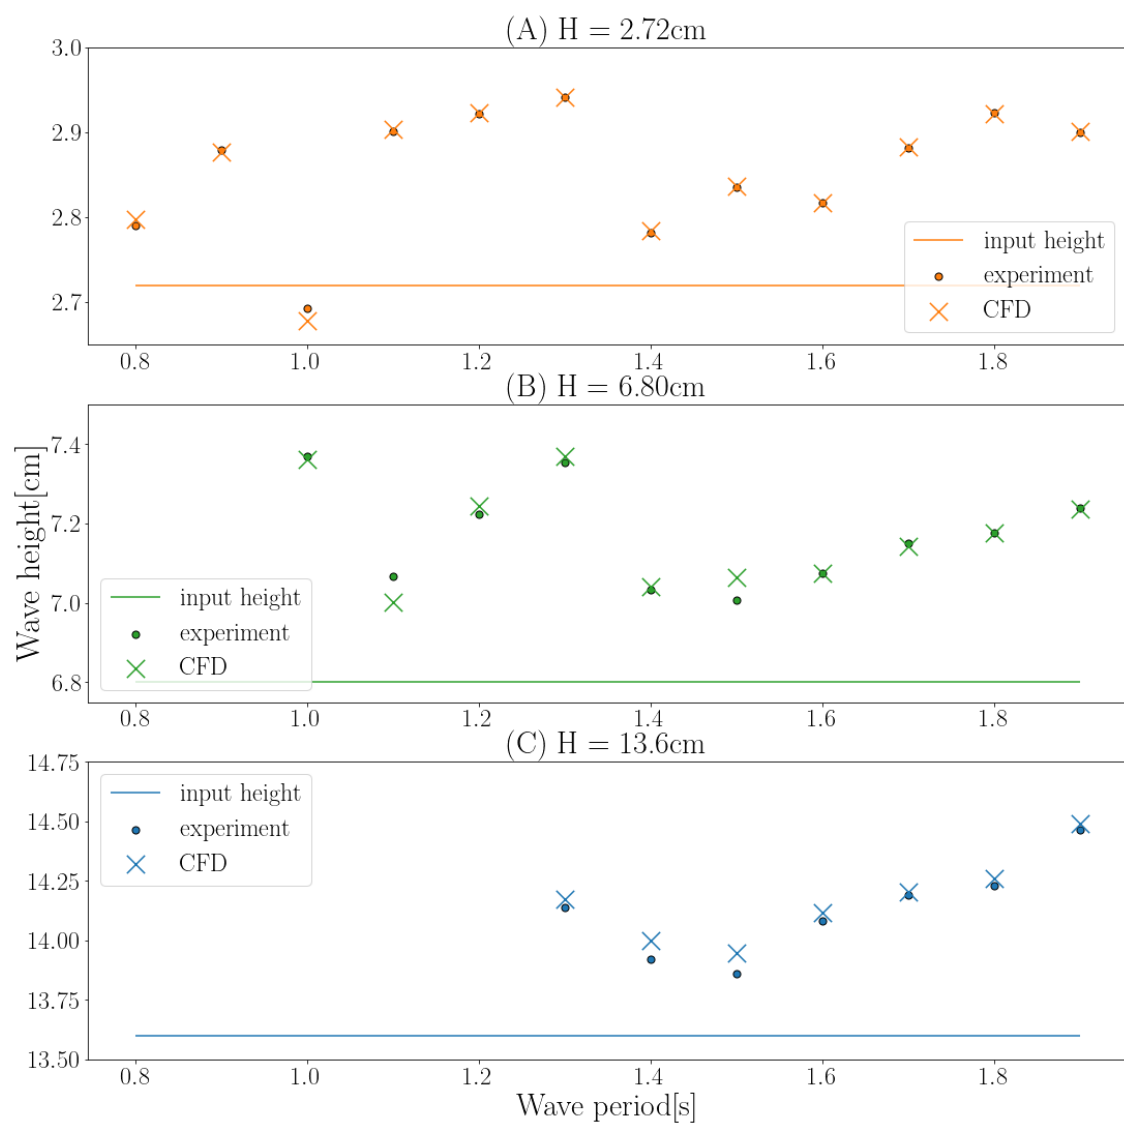 (A) H = 2.72cm
3.0
2.9
2.8
2.7
input height
experiment
CFD
0.8 1.0 1.2 1.4 1.6 1.8
(B) H = 6.80cm
Wave height[cm]
7.4
7.2
7.0
6.8
input height
experiment
CFD
0.8 1.0 1.2 1.4 1.6 1.8
(C) H = 13.6cm
14.75
14.50
14.25
14.00
13.75
13.50
input height
experiment
CFD
0.8 1.0 1.2 1.4 1.6 1.8
Wave period[s]